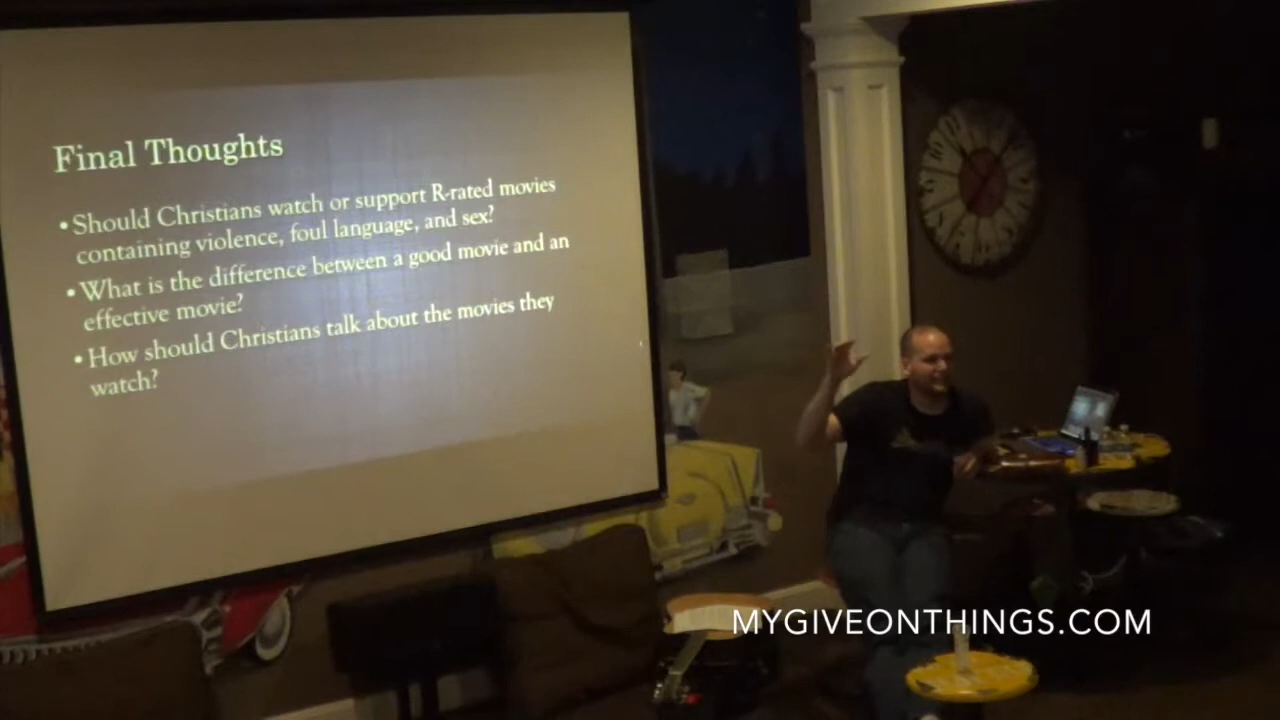 Final Thoughts
•Should Christians watch or support R-rated movies
containing violence, foul language, and sex?
•What is the difference between a good movie and an
effective movie?
•How should Christians talk about the movies they
watch?
MYGIVEONTHINGS.COM